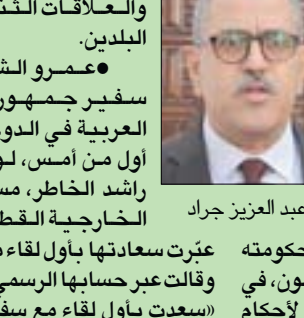 والعلاقات الثنا
البلدين.
●عمرو الش
سفير جمهور
العربية في الدو
أول من أمس، لو
راشد الخاطر، مس
الخارجية القط
عبّرت سعادتها بأول لقاء
وقالت عبر حسابها الرسمي
«سعدت بأول لقاء مع سف
عبد العزيز جراد
حكومته
ون، في
لأحكام